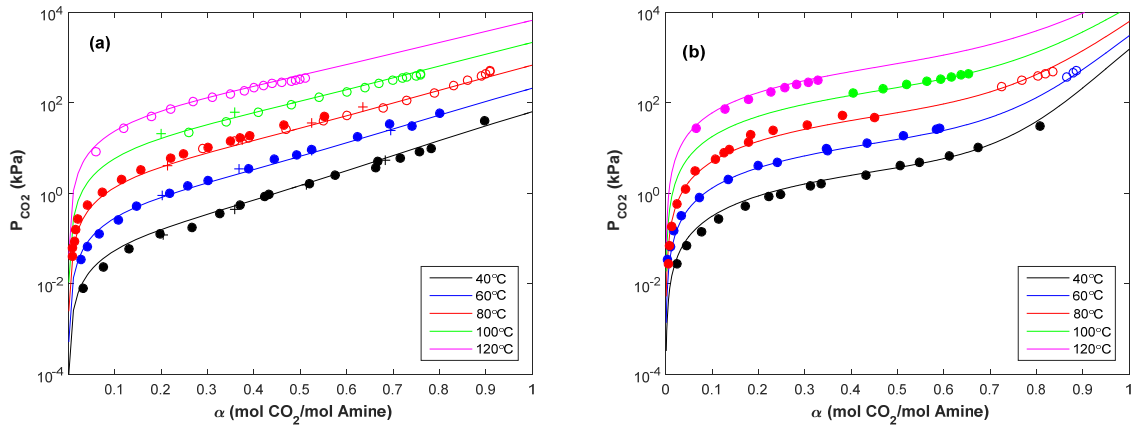 (a)
10^4
10^2
10^0
10^-2
10^-4
P_CO2 (kPa)
0.1 0.2 0.3 0.4 0.5 0.6 0.7 0.8 0.9 1
α (mol CO_2/mol Amine)
40°C
60°C
80°C
100°C
120°C
(b)
10^4
10^2
10^0
10^-2
10^-4
P_CO2 (kPa)
0 0.1 0.2 0.3 0.4 0.5 0.6 0.7 0.8 0.9 1
α (mol CO_2/mol Amine)
40°C
60°C
80°C
100°C
120°C